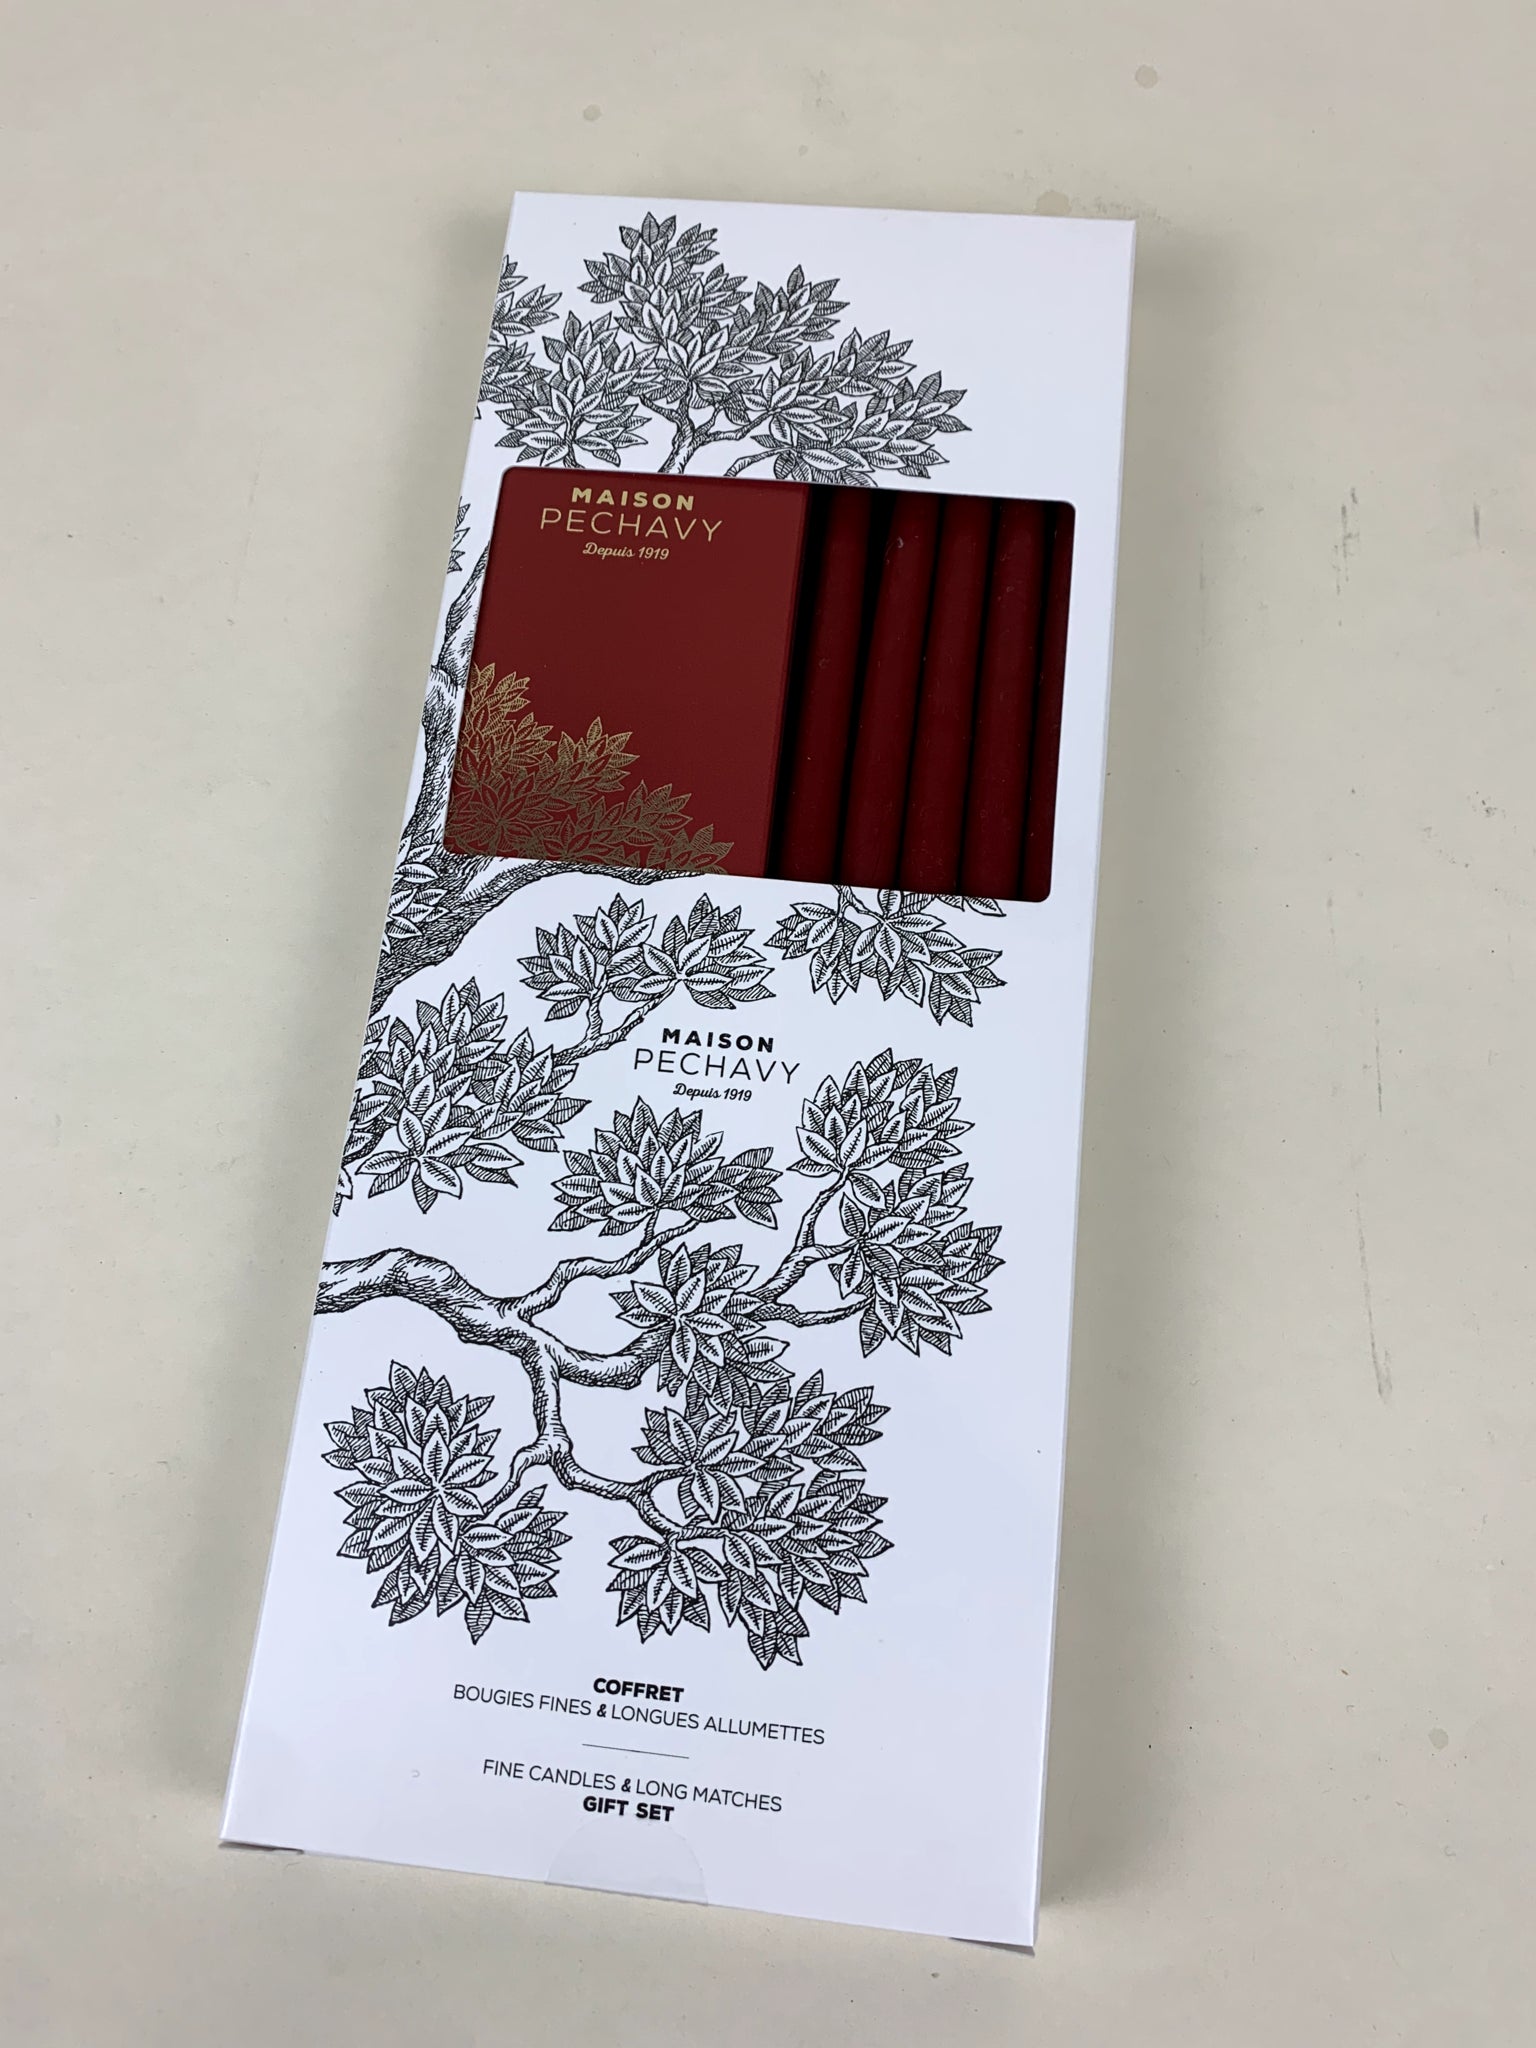 MAISON
PECHAVY
Depuis 1919
MAISON
PECHAVY
Depuis 1919
COFFRET
BOUGIES FINES & LONGUES ALLUMETTES
FINE CANDLES & LONG MATCHES
GIFT SET